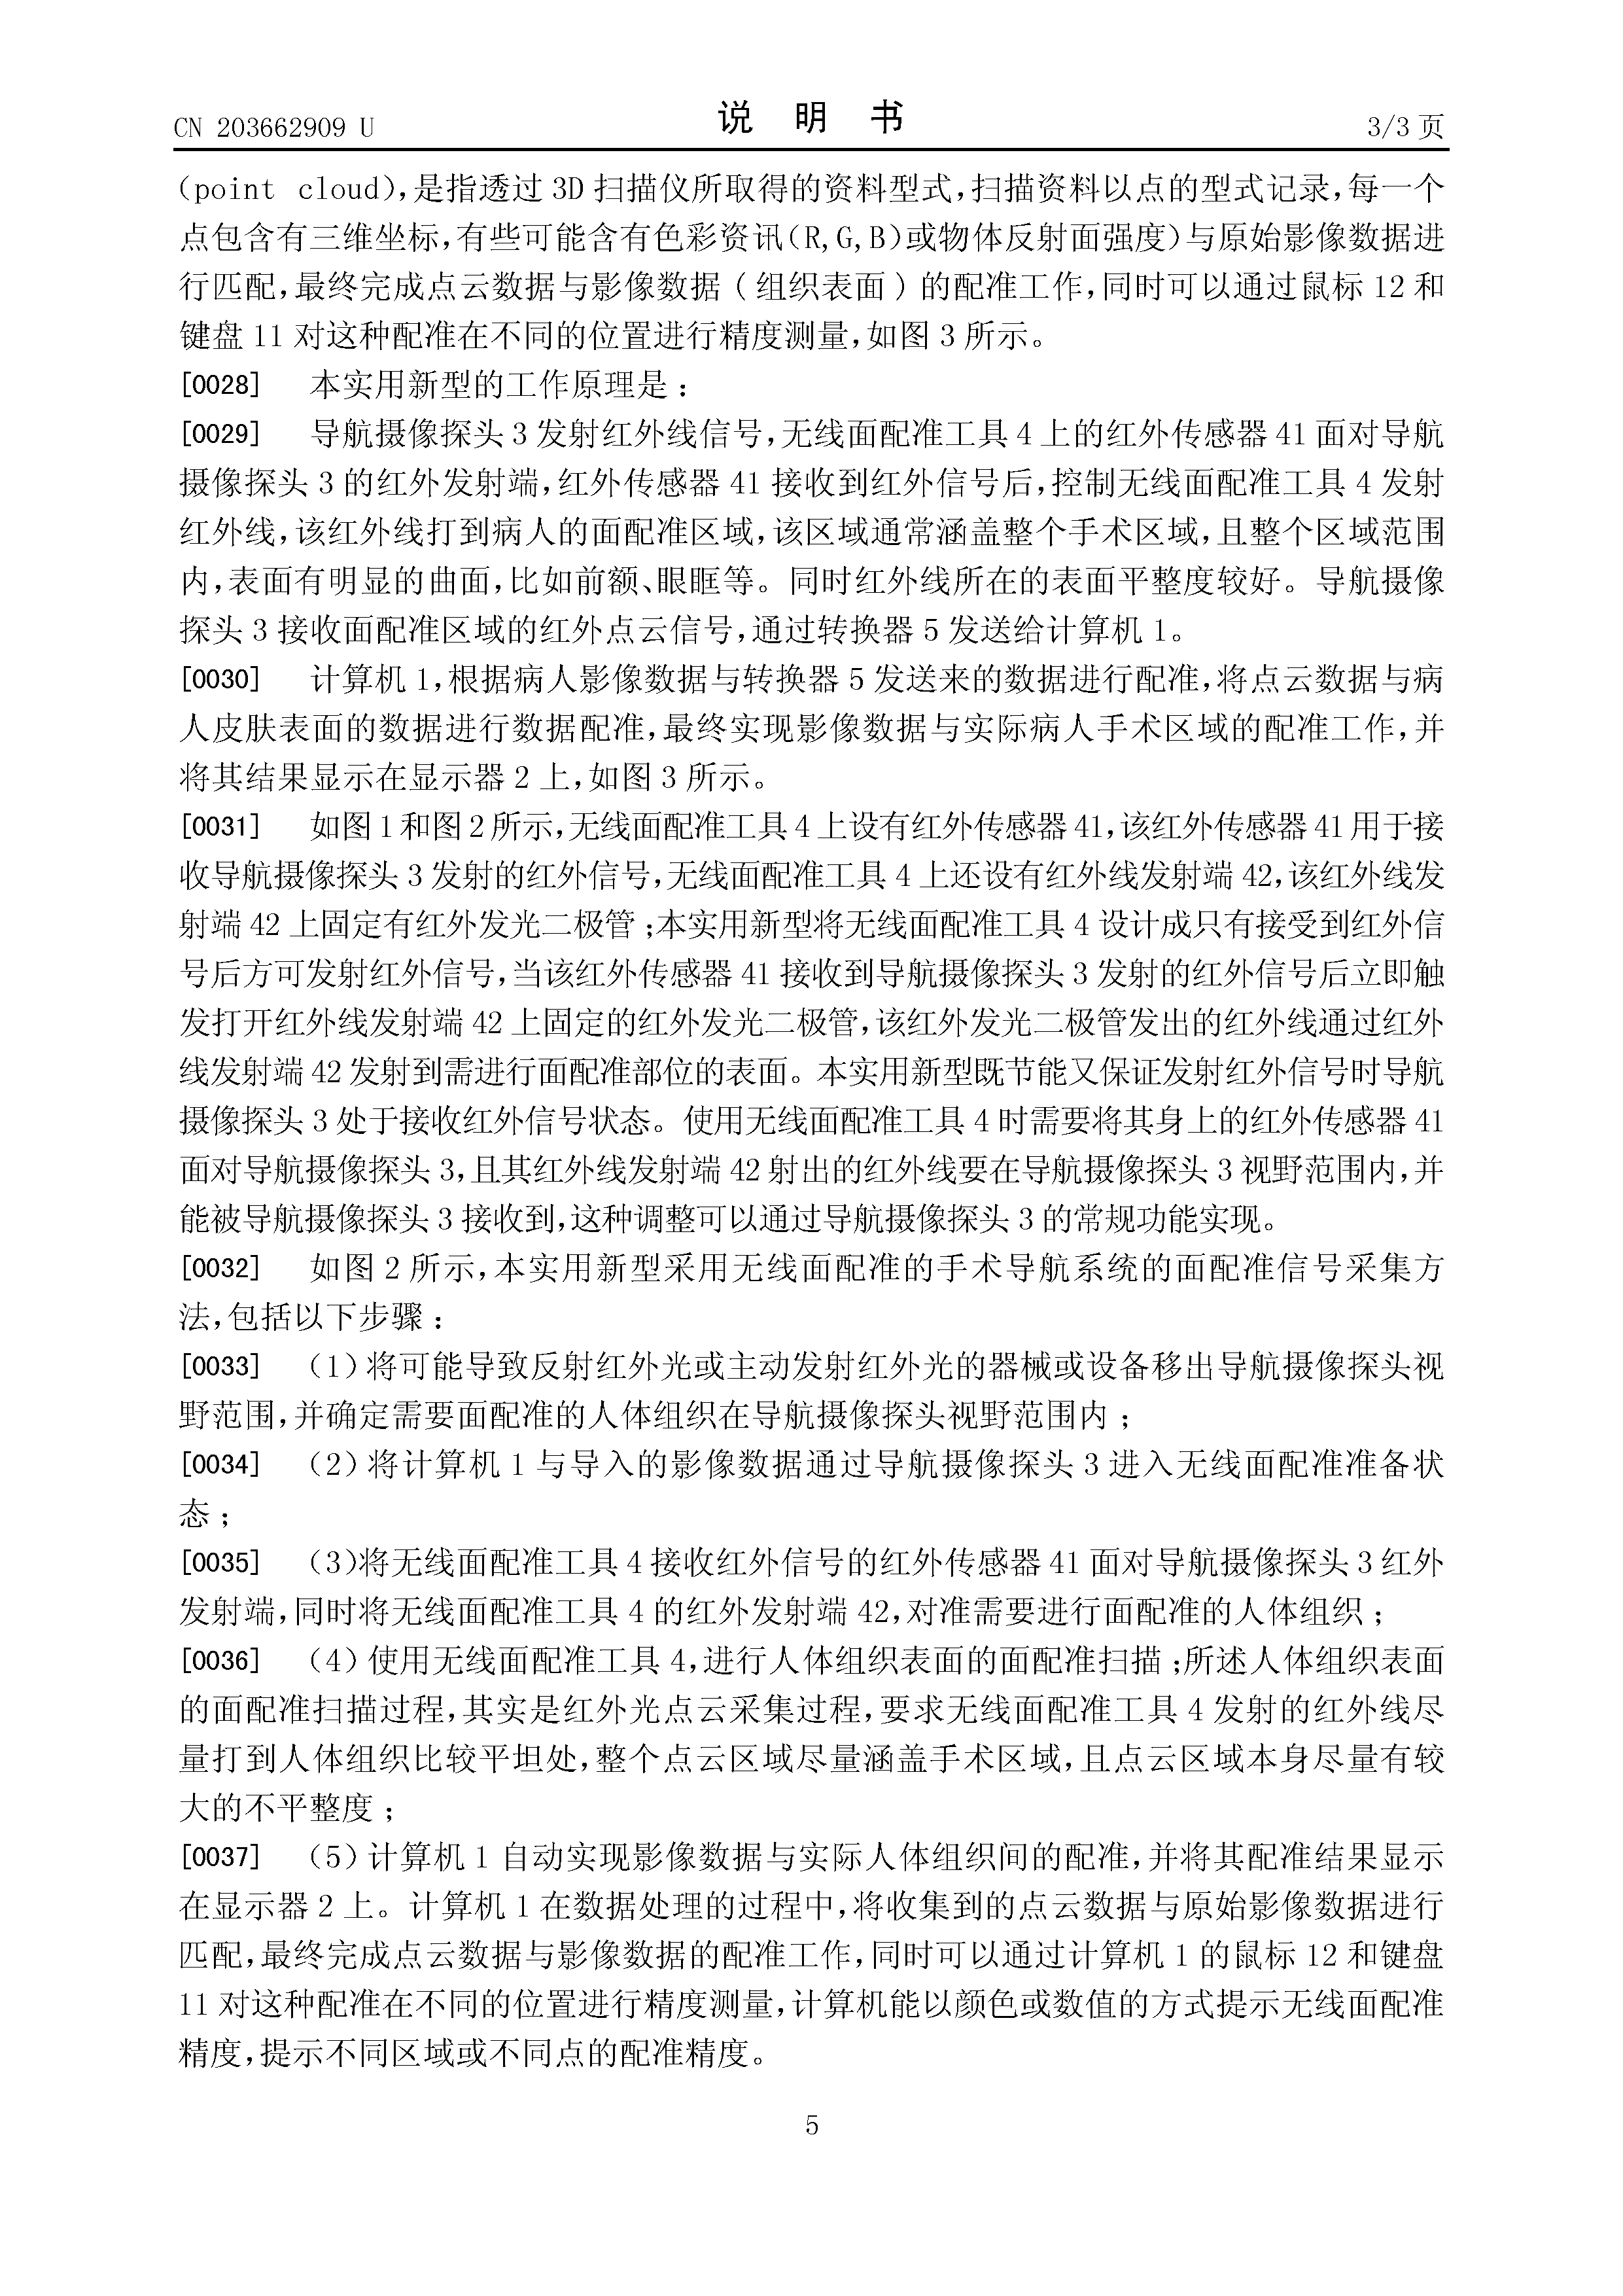 CN 203662909 U
说 明 书
3/3 页
(point cloud),是指透过 3D 扫描仪所取得的资料型式,扫描资料以点的型式记录,每一个
点包含有三维坐标,有些可能含有色彩资讯(R,G,B)或物体反射面强度)与原始影像数据进
行匹配,最终完成点云数据与影像数据(组织表面)的配准工作,同时可以通过鼠标 12 和
键盘 11 对这种配准在不同的位置进行精度测量,如图 3 所示。
[0028] 本实用新型的工作原理是:
[0029] 导航摄像探头 3 发射红外线信号,无线面配准工具 4 上的红外传感器 41 面对导航
摄像探头 3 的红外发射端,红外传感器 41 接收到红外信号后,控制无线面配准工具 4 发射
红外线,该红外线打到病人的面配准区域,该区域通常涵盖整个手术区域,且整个区域范围
内,表面有明显的曲面,比如前额、眼眶等。同时红外线所在的表面平整度较好。导航摄像
探头 3 接收面配准区域的红外点云信号,通过转换器 5 发送给计算机 1。
[0030] 计算机 1,根据病人影像数据与转换器 5 发送来的数据进行配准,将点云数据与病
人皮肤表面的数据进行数据配准,最终实现影像数据与实际病人手术区域的配准工作,并
将其结果显示在显示器 2 上,如图 3 所示。
[0031] 如图 1 和图 2 所示,无线面配准工具 4 上设有红外传感器 41,该红外传感器 41 用于接
收导航摄像探头 3 发射的红外信号,无线面配准工具 4 上还设有红外线发射端 42,该红外线发
射端 42 上固定有红外发光二极管;本实用新型将无线面配准工具 4 设计成只有接受到红外信
号后方可发射红外信号,当该红外传感器 41 接收到导航摄像探头 3 发射的红外信号后立即触
发打开红外线发射端 42 上固定的红外发光二极管,该红外发光二极管发出的红外线通过红外
线发射端 42 发射到需进行面配准部位的表面。本实用新型既节能又保证发射红外信号时导航
摄像探头 3 处于接收红外信号状态。使用无线面配准工具 4 时需要将其身上的红外传感器 41
面对导航摄像探头 3,且其红外线发射端 42 射出的红外线要在导航摄像探头 3 视野范围内,并
能被导航摄像探头 3 接收到,这种调整可以通过导航摄像探头 3 的常规功能实现。
[0032] 如图 2 所示,本实用新型采用无线面配准的手术导航系统的面配准信号采集方
法,包括以下步骤:
[0033] (1)将可能导致反射红外光或主动发射红外光的器械或设备移出导航摄像探头视
野范围,并确定需要面配准的人体组织在导航摄像探头视野范围内;
[0034] (2)将计算机 1 与导入的影像数据通过导航摄像探头 3 进入无线面配准准备状
态;
[0035] (3)将无线面配准工具 4 接收红外信号的红外传感器 41 面对导航摄像探头 3 红外
发射端,同时将无线面配准工具 4 的红外发射端 42,对准需要进行面配准的人体组织;
[0036] (4)使用无线面配准工具 4,进行人体组织表面的面配准扫描;所述人体组织表面
的面配准扫描过程,其实是红外光点云采集过程,要求无线面配准工具 4 发射的红外线尽
量打到人体组织比较平坦处,整个点云区域尽量涵盖手术区域,且点云区域本身尽量有较
大的不平整度;
[0037] (5)计算机 1 自动实现影像数据与实际人体组织间的配准,并将其配准结果显示
在显示器 2 上。计算机 1 在数据处理的过程中,将收集到的点云数据与原始影像数据进行
匹配,最终完成点云数据与影像数据的配准工作,同时可以通过计算机 1 的鼠标 12 和键盘
11 对这种配准在不同的位置进行精度测量,计算机能以颜色或数值的方式提示无线面配准
精度,提示不同区域或不同点的配准精度。
5